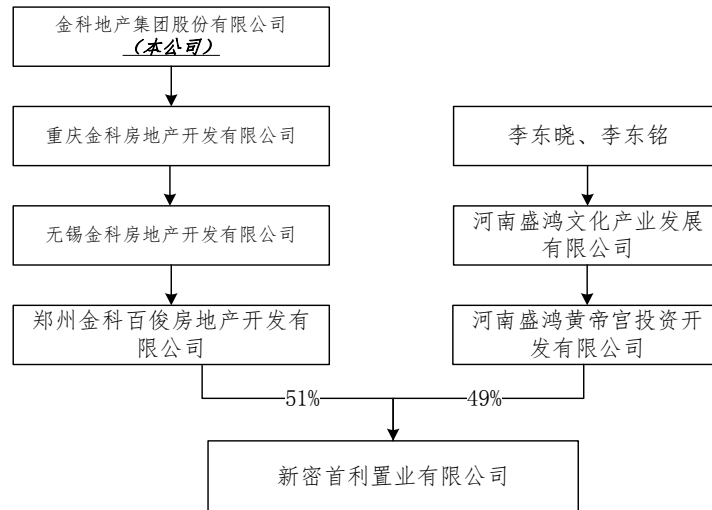 金科地产集团股份有限公司
（本公司）
重庆金科房地产开发有限公司
李东晓、李东铭
无锡金科房地产开发有限公司
河南盛鸿文化产业发展
有限公司
郑州金科百俊房地产开发有
限公司
河南盛鸿黄帝宫投资开
发有限公司
51%
49%
新密首利置业有限公司